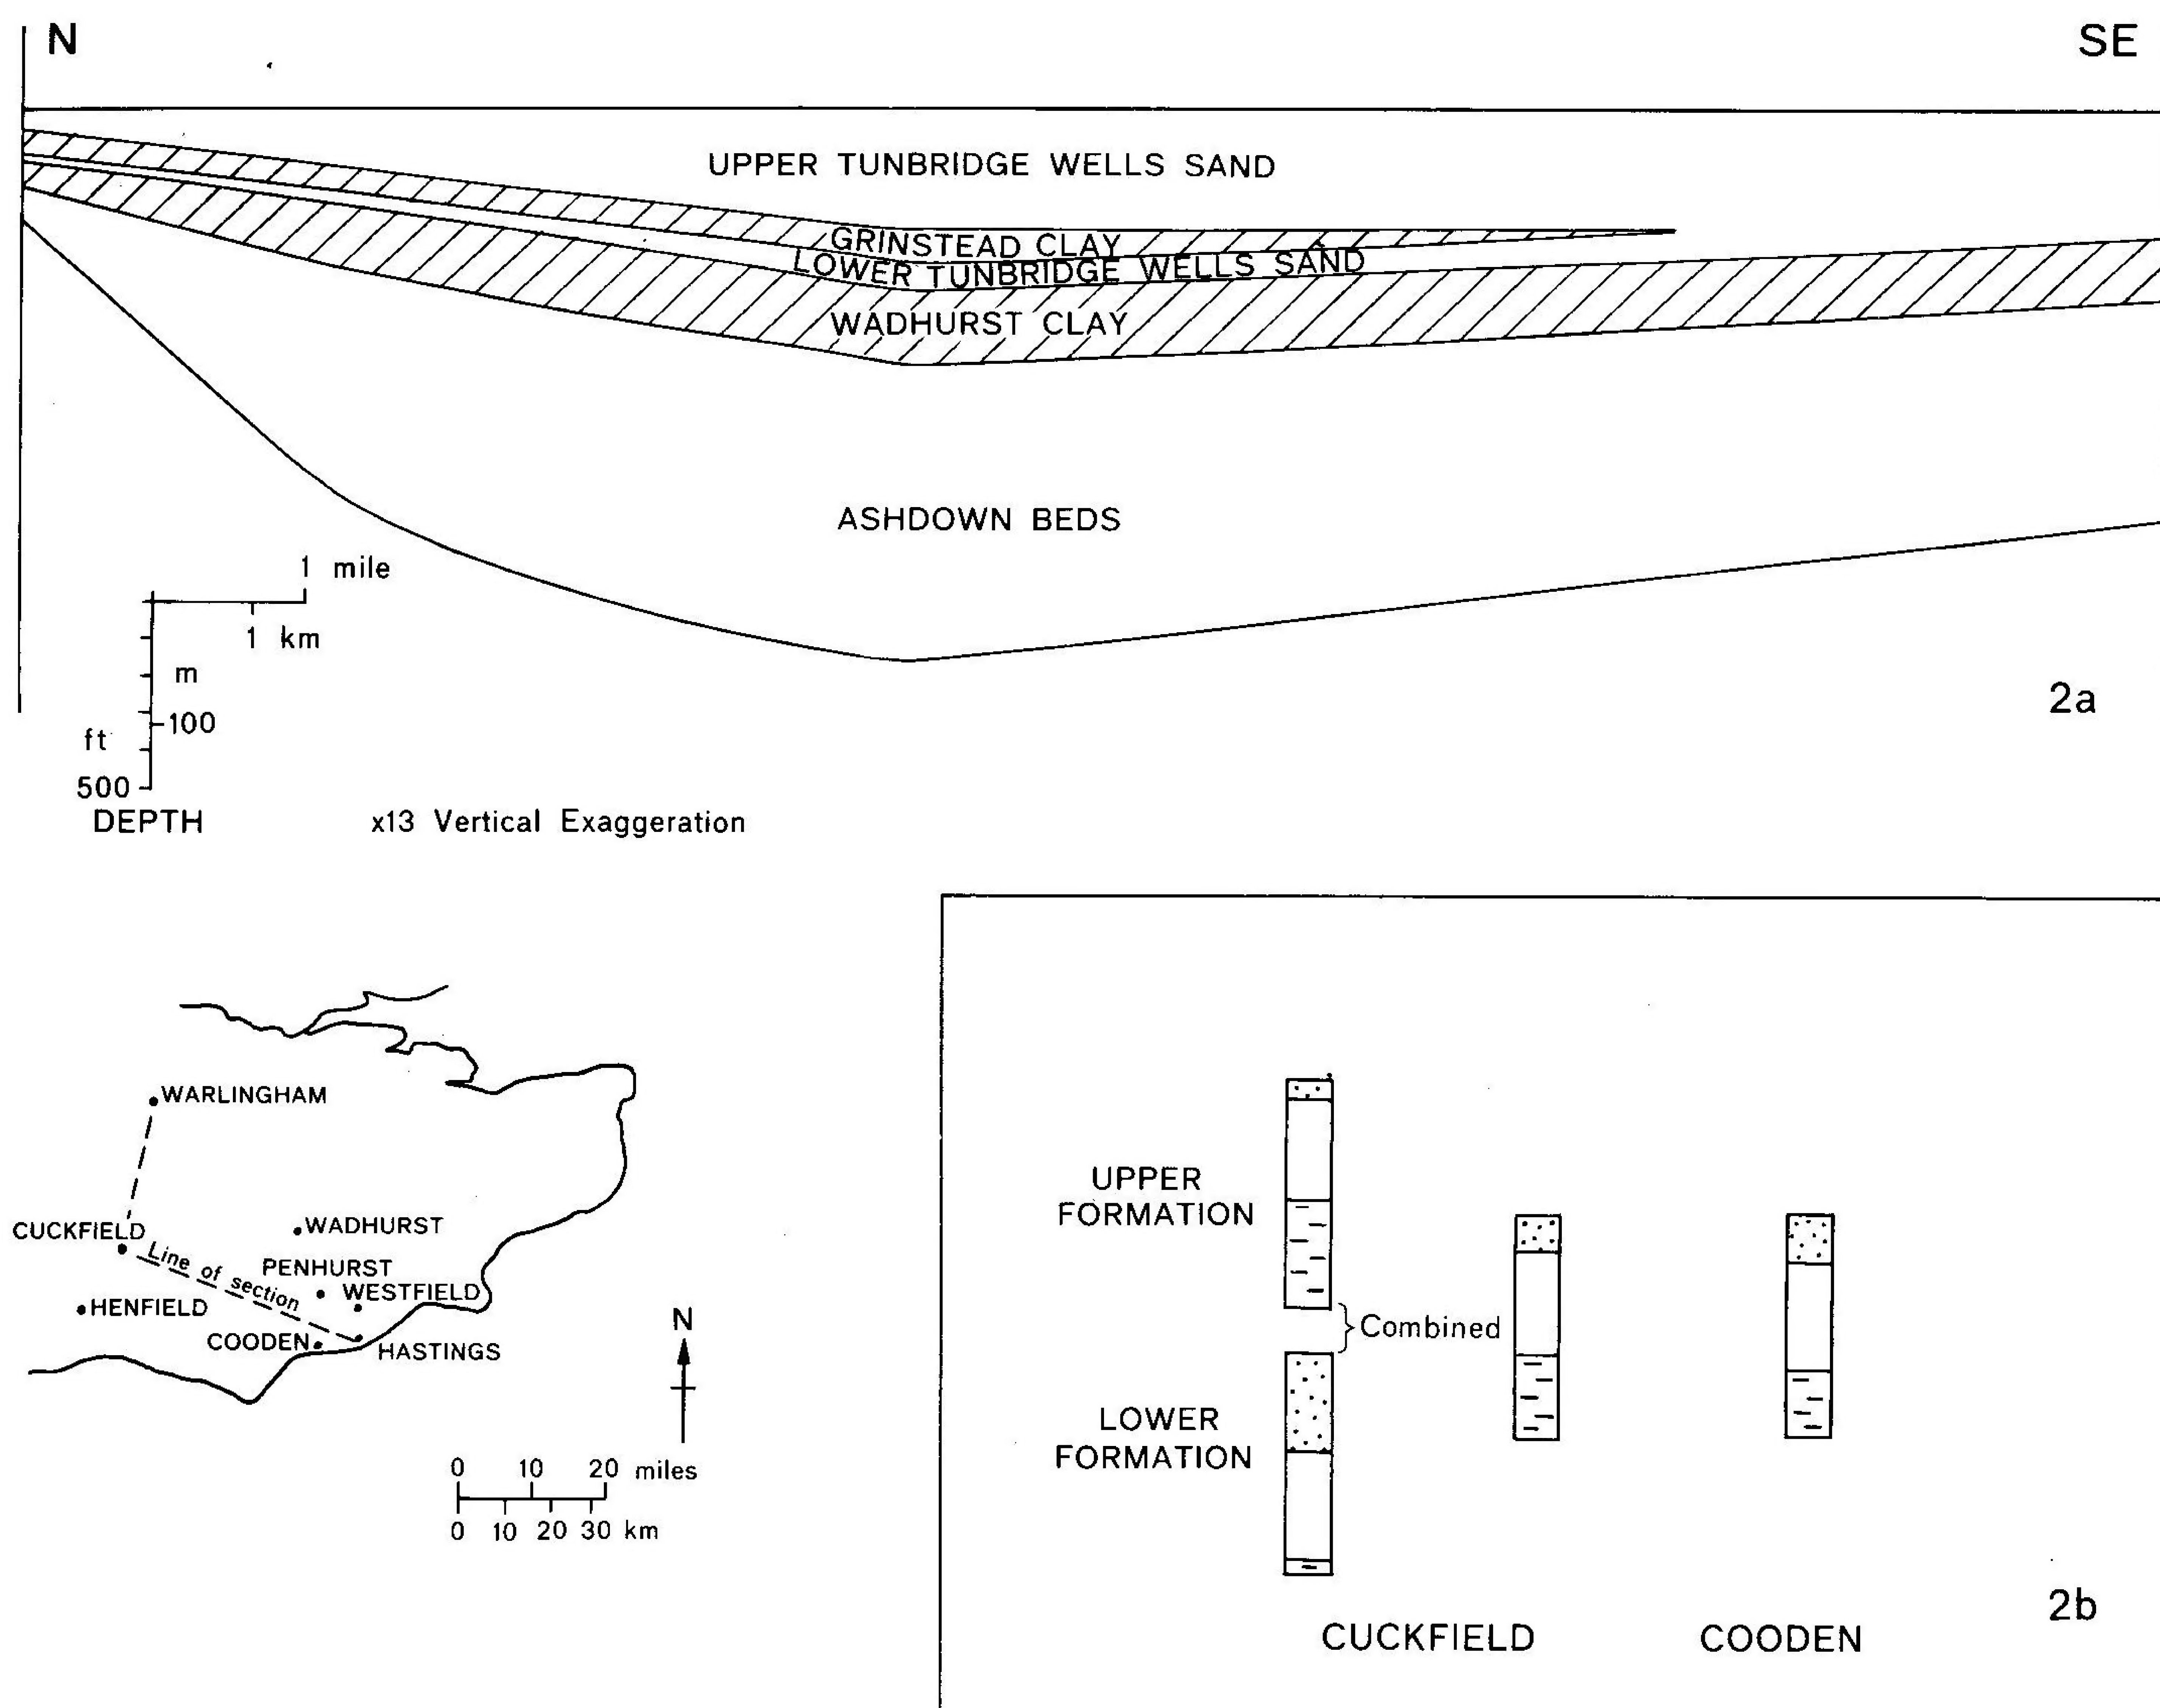 N
SE
UPPER TUNBRIDGE WELLS SAND
GRINSTEAD CLAY
LOWER TUNBRIDGE WELLS SAND
WADHURST CLAY
ASHDOWN BEDS
1 mile
1 km
m
100
ft
500
DEPTH
x13 Vertical Exaggeration
2a
WARLINGHAM
CUCKFIELD
WADHURST
Line of section
PENHURST
WESTFIELD
HENFIELD
COODEN
HASTINGS
N
0 10 20 miles
0 10 20 30 km
UPPER
FORMATION
Combined
LOWER
FORMATION
CUCKFIELD
COODEN
2b